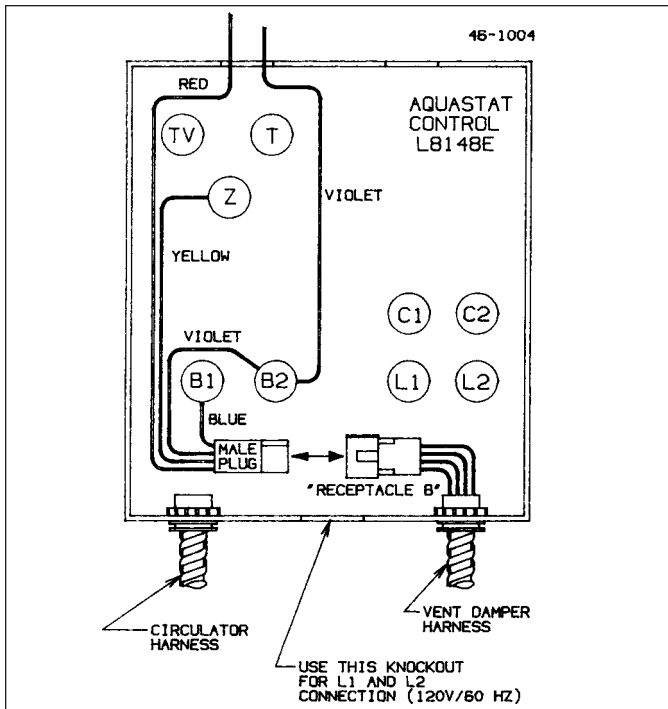 46-1004
RED
AQUASTAT
CONTROL
L8148E
TV
T
Z
VIOLET
YELLOW
C1
C2
VIOLET
B1
B2
L1
L2
BLUE
MALE
PLUG
"RECEPTACLE B"
CIRCULATOR
HARNESS
VENT DAMPER
HARNESS
USE THIS KNOCKOUT
FOR L1 AND L2
CONNECTION (120V/60 HZ)